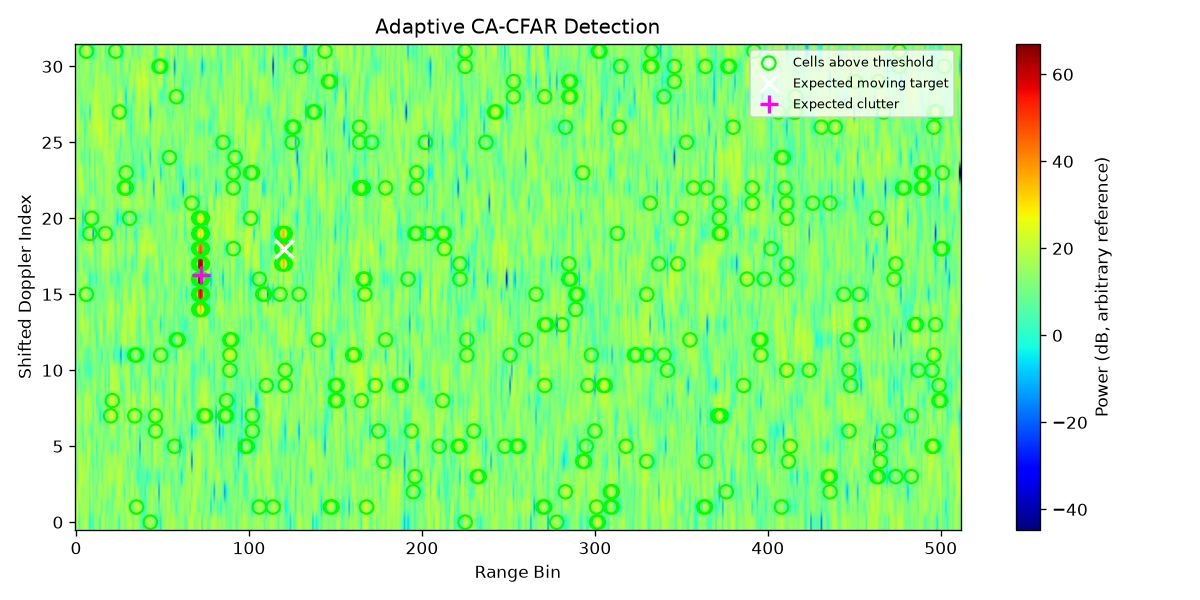 Adaptive CA-CFAR Detection
Shifted Doppler Index
30
25
20
15
10
5
0
0 100 200 300 400 500
Range Bin
Cells above threshold
Expected moving target
Expected clutter
60
40
20
0
−20
−40
Power (dB, arbitrary reference)